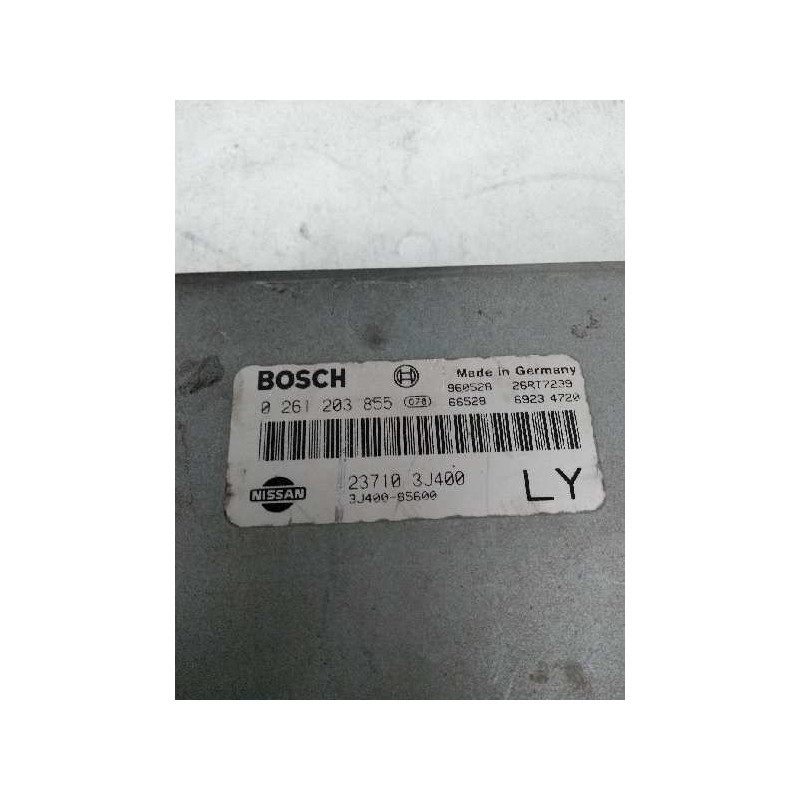 BOSCH
Made in Germany
960528 26RT7239
0 261 203 855 078 66528 6923 4720
NISSAN
23710 3J400
3J400-85600
LY